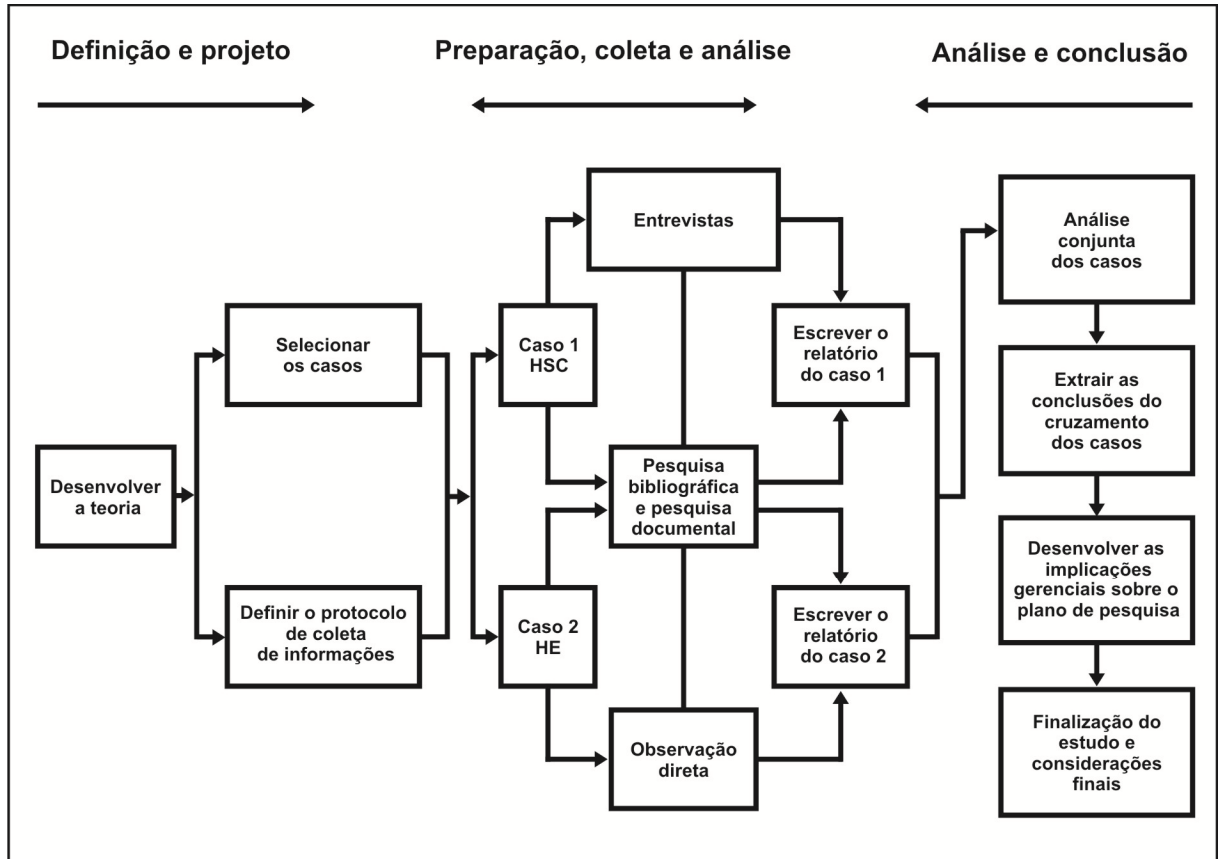 Definição e projeto
Preparação, coleta e análise
Análise e conclusão
Desenvolver
a teoria
Selecionar
os casos
Definir o protocolo
de coleta
de informações
Caso 1
HSC
Caso 2
HE
Entrevistas
Pesquisa
bibliográfica
e pesquisa
documental
Observação
direta
Escrever o
relatório
do caso 1
Escrever o
relatório
do caso 2
Análise
conjunta
dos casos
Extrair as
conclusões do
cruzamento
dos casos
Desenvolver as
implicações
gerenciais sobre o
plano de pesquisa
Finalização do
estudo e
considerações
finais